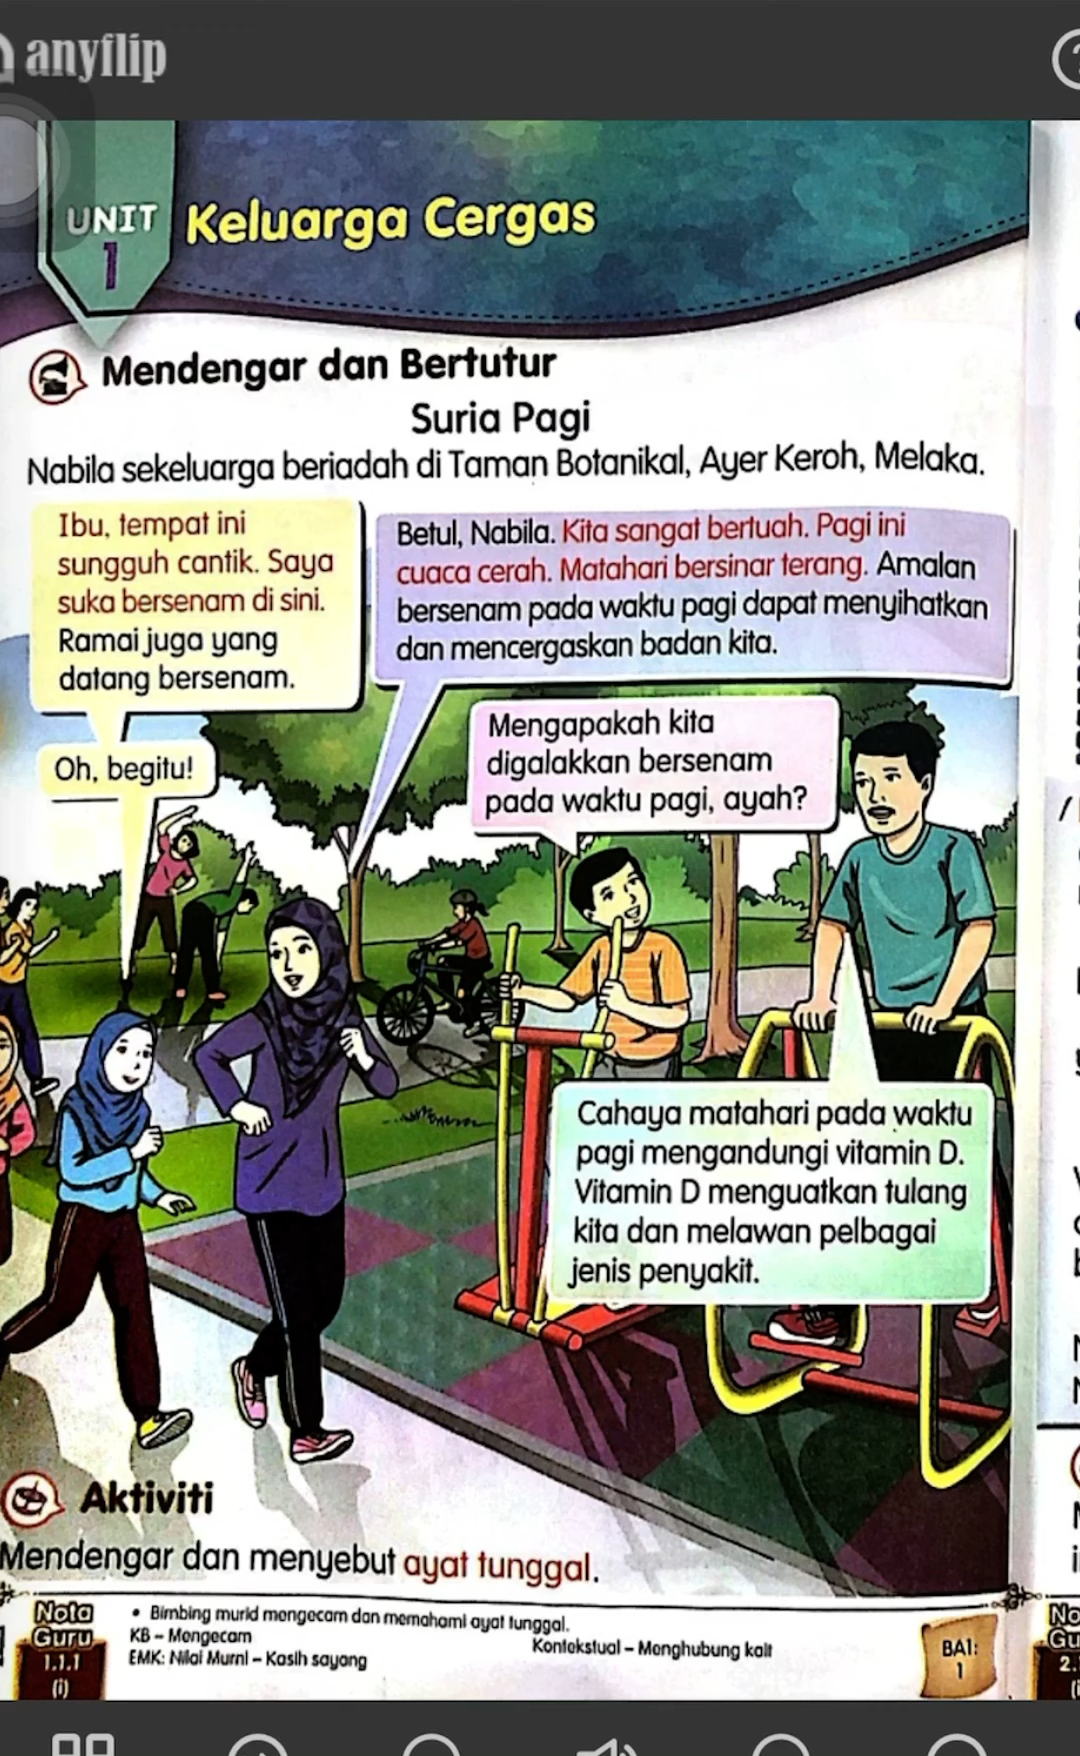 anyflip
UNIT
1
Keluarga Cergas
Mendengar dan Bertutur
Suria Pagi
Nabila sekeluarga beriadah di Taman Botanikal, Ayer Keroh, Melaka.
Ibu, tempat ini
sungguh cantik. Saya
suka bersenam di sini.
Ramai juga yang
datang bersenam.
Betul, Nabila. Kita sangat bertuah. Pagi ini
cuaca cerah. Matahari bersinar terang. Amalan
bersenam pada waktu pagi dapat menyihatkan
dan mencergaskan badan kita.
Oh, begitu!
Mengapakah kita
digalakkan bersenam
pada waktu pagi, ayah?
Cahaya matahari pada waktu
pagi mengandungi vitamin D.
Vitamin D menguatkan tulang
kita dan melawan pelbagai
jenis penyakit.
Aktiviti
Mendengar dan menyebut ayat tunggal.
Nota
Guru
1.1.1
(i)
• Bimbing murid mengecam dan memahami ayat tunggal.
KB – Mengecam
EMK: Nilai Murni – Kasih sayang
Kontekstual – Menghubung kait
BA1:
1